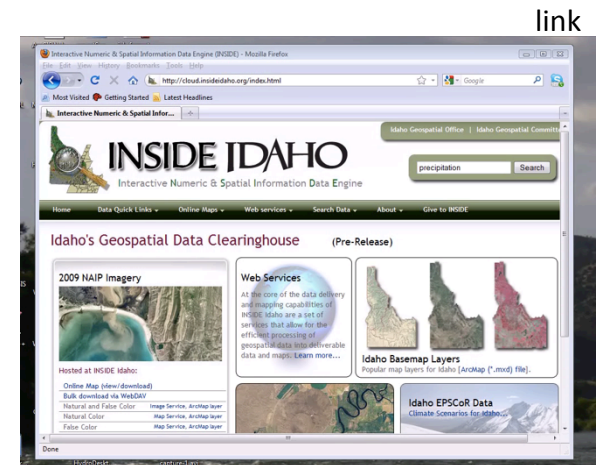 link
Interactive Numeric & Spatial Information Data Engine (INSIDE) - Mozilla Firefox
File Edit View History Bookmarks Tools Help
http://cloud.insideidaho.org/index.html
Google
Most Visited Getting Started Latest Headlines
Interactive Numeric & Spatial Infor...
Idaho Geospatial Office | Idaho Geospatial Committ
INSIDE IDAHO
Interactive Numeric & Spatial Information Data Engine
precipitation Search
Home Data Quick Links Online Maps Web services Search Data About Give to INSIDE
Idaho's Geospatial Data Clearinghouse (Pre-Release)
2009 NAIP Imagery
Hosted at INSIDE Idaho:
Online Map (view/download)
Bulk download via WebDAV
Natural and False Color Image Service, ArcMap layer
Natural Color Map Service, ArcMap layer
False Color Map Service, ArcMap layer
Web Services
At the core of the data delivery
and mapping capabilities of
INSIDE Idaho are a set of
services that allow for the
efficient processing of
geospatial data into deliverable
data and maps. Learn more...
Idaho Basemap Layers
Popular map layers for Idaho [ArcMap (*.mxd) file].
Idaho EPSCoR Data
Climate Scenarios for Idaho...
Done
HydroDeskt capture-1.avi